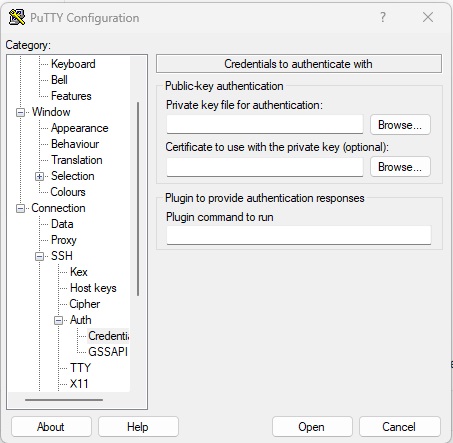 PuTTY Configuration
Category:
Keyboard
Bell
Features
Window
Appearance
Behaviour
Translation
Selection
Colours
Connection
Data
Proxy
SSH
Kex
Host keys
Cipher
Auth
Credentia
GSSAPI
TTY
X11
Credentials to authenticate with
Public-key authentication
Private key file for authentication:
Browse...
Certificate to use with the private key (optional):
Browse...
Plugin to provide authentication responses
Plugin command to run
About
Help
Open
Cancel